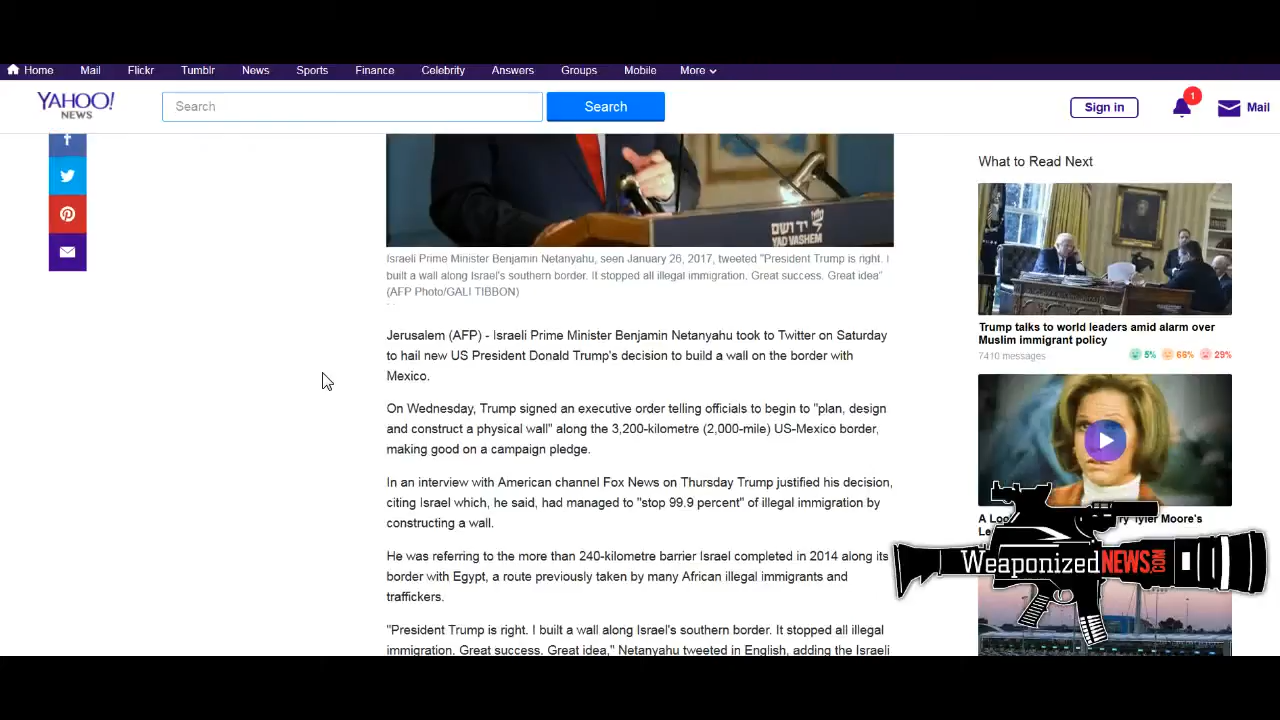 Home Mail Flickr Tumblr News Sports Finance Celebrity Answers Groups Mobile More
YAHOO!
NEWS
Search
Search
Sign in
1
Mail
יד ושם
YAD VASHEM
Israeli Prime Minister Benjamin Netanyahu, seen January 26, 2017, tweeted "President Trump is right. I
built a wall along Israel's southern border. It stopped all illegal immigration. Great success. Great idea"
(AFP Photo/GALI TIBBON)
Jerusalem (AFP) - Israeli Prime Minister Benjamin Netanyahu took to Twitter on Saturday
to hail new US President Donald Trump's decision to build a wall on the border with
Mexico.
On Wednesday, Trump signed an executive order telling officials to begin to "plan, design
and construct a physical wall" along the 3,200-kilometre (2,000-mile) US-Mexico border,
making good on a campaign pledge.
In an interview with American channel Fox News on Thursday Trump justified his decision,
citing Israel which, he said, had managed to "stop 99.9 percent" of illegal immigration by
constructing a wall.
He was referring to the more than 240-kilometre barrier Israel completed in 2014 along its
border with Egypt, a route previously taken by many African illegal immigrants and
traffickers.
"President Trump is right. I built a wall along Israel's southern border. It stopped all illegal
immigration. Great success. Great idea," Netanyahu tweeted in English, adding the Israeli
What to Read Next
Trump talks to world leaders amid alarm over
Muslim immigrant policy
7410 messages 5% 66% 29%
A Tyler Moore's
WeaponizedNEWS.COM